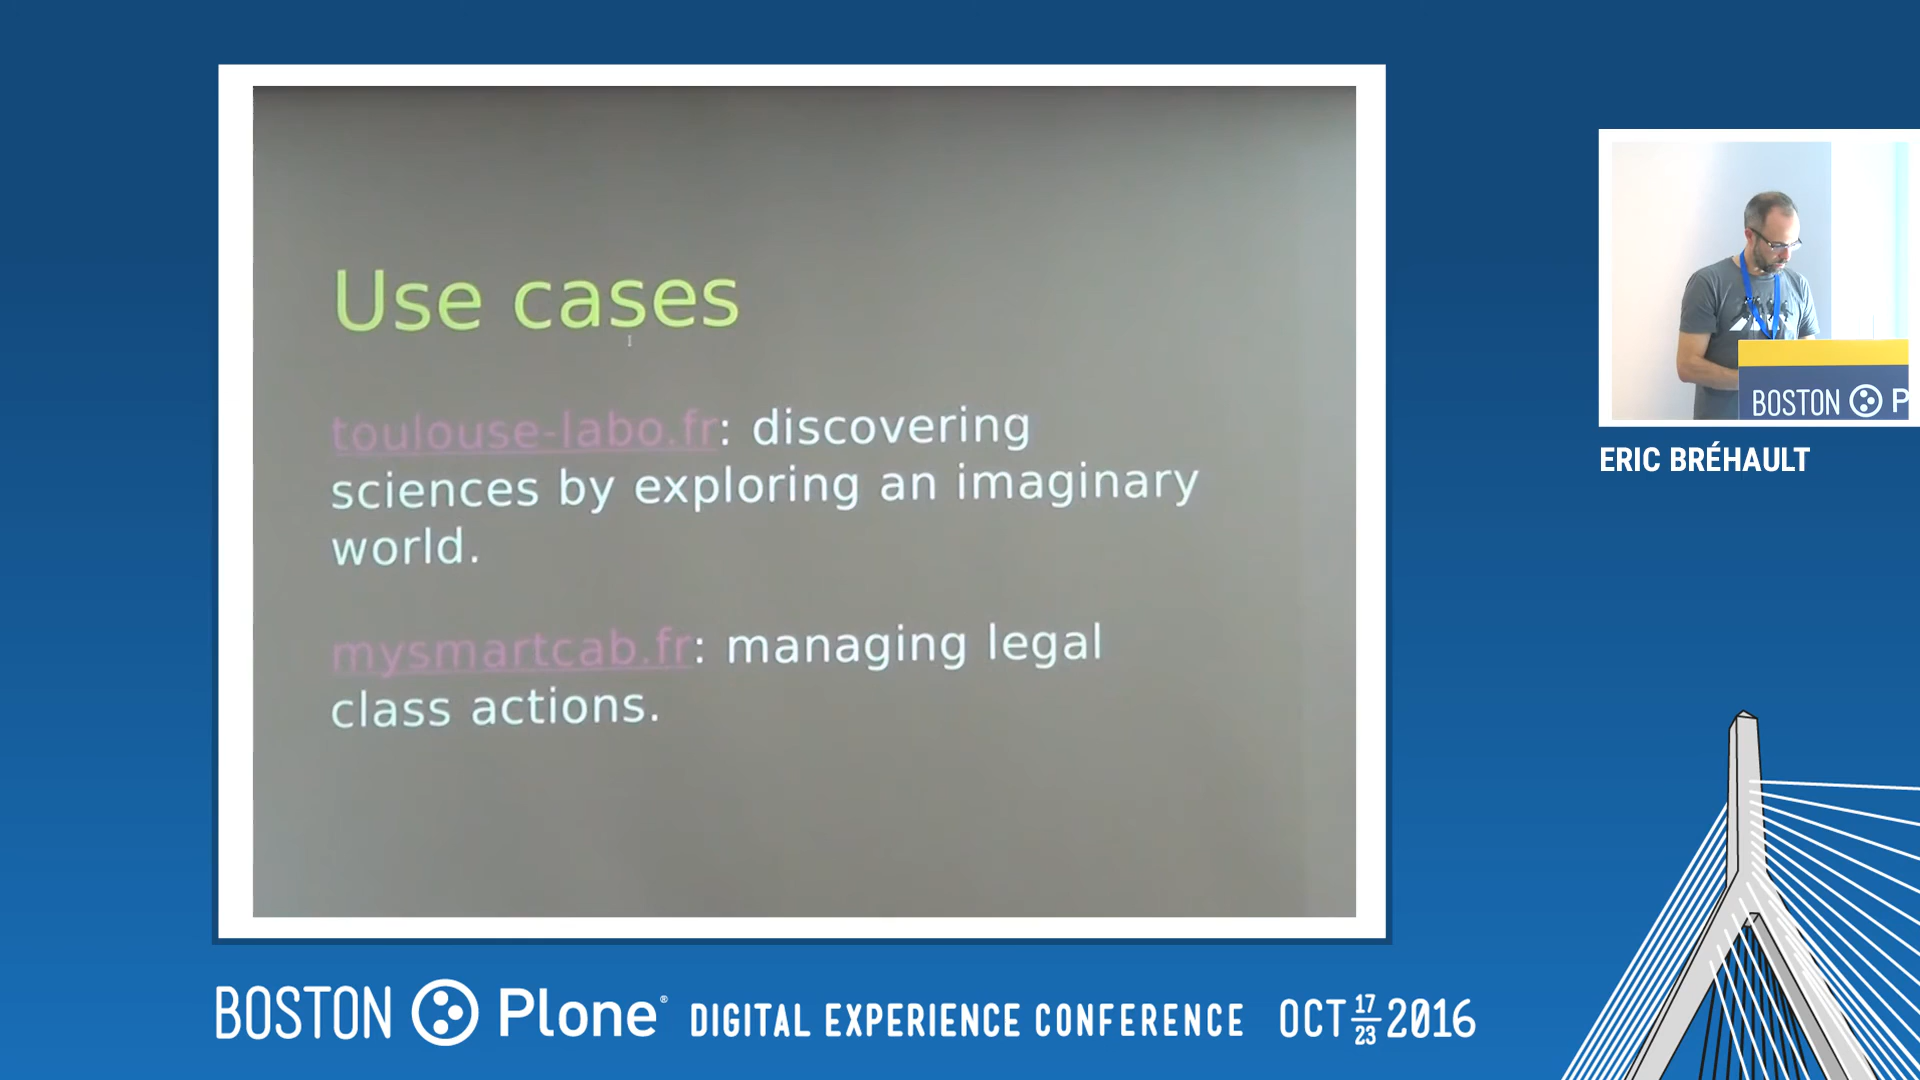 Use cases
toulouse-labo.fr: discovering
sciences by exploring an imaginary
world.
mysmartcab.fr: managing legal
class actions.
BOSTON P
ERIC BRÉHAULT
BOSTON Plone® DIGITAL EXPERIENCE CONFERENCE OCT 17 23 2016